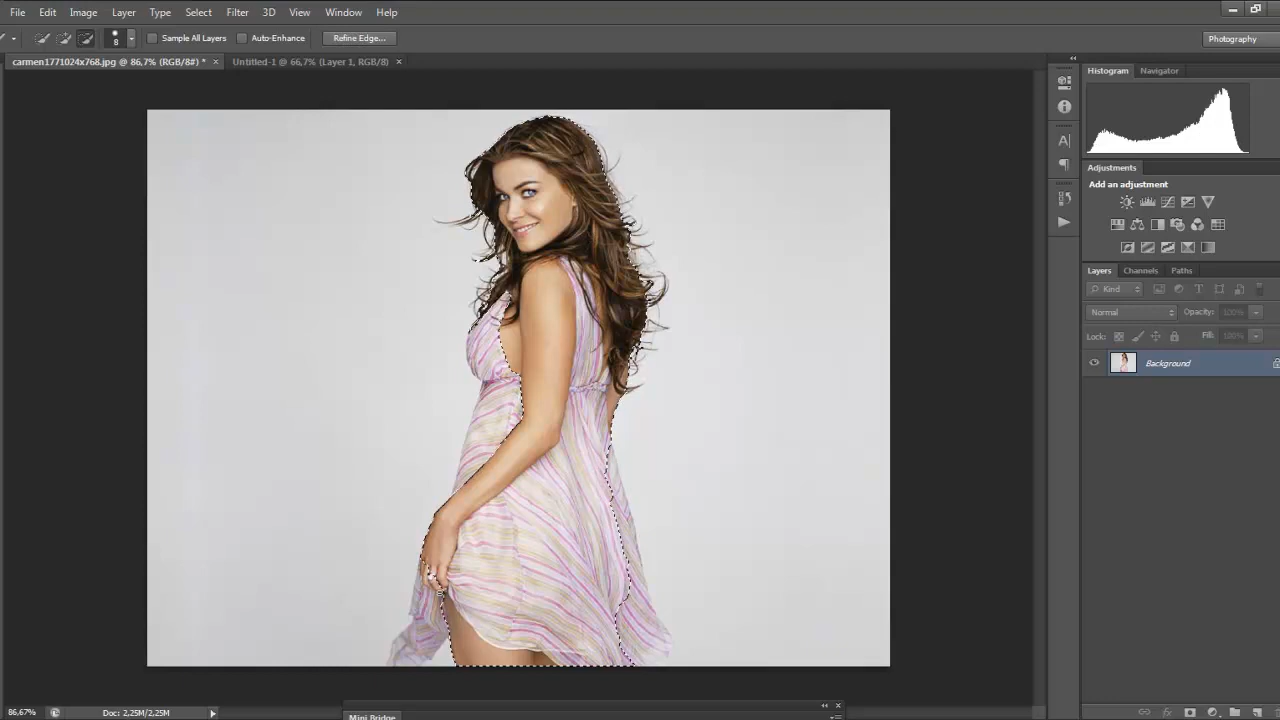 File Edit Image Layer Type Select Filter 3D View Window Help
8 Sample All Layers Auto-Enhance Refine Edge... Photography
carmen1771024x768.jpg @ 86,7% (RGB/8#) * × Untitled-1 @ 66,7% (Layer 1, RGB/8) ×
Histogram Navigator
Adjustments
Add an adjustment
Layers Channels Paths
Kind
Normal Opacity: 100%
Lock: Fill: 100%
Background
86,67% Doc: 2,25M/2,25M
Mini Bridge